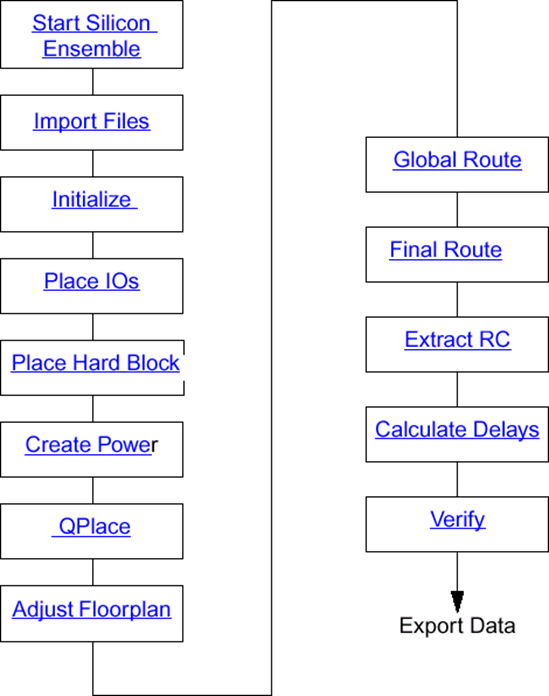 Start Silicon
Ensemble
Import Files
Initialize
Place IOs
Place Hard Block
Create Power
QPlace
Adjust Floorplan
Global Route
Final Route
Extract RC
Calculate Delays
Verify
Export Data